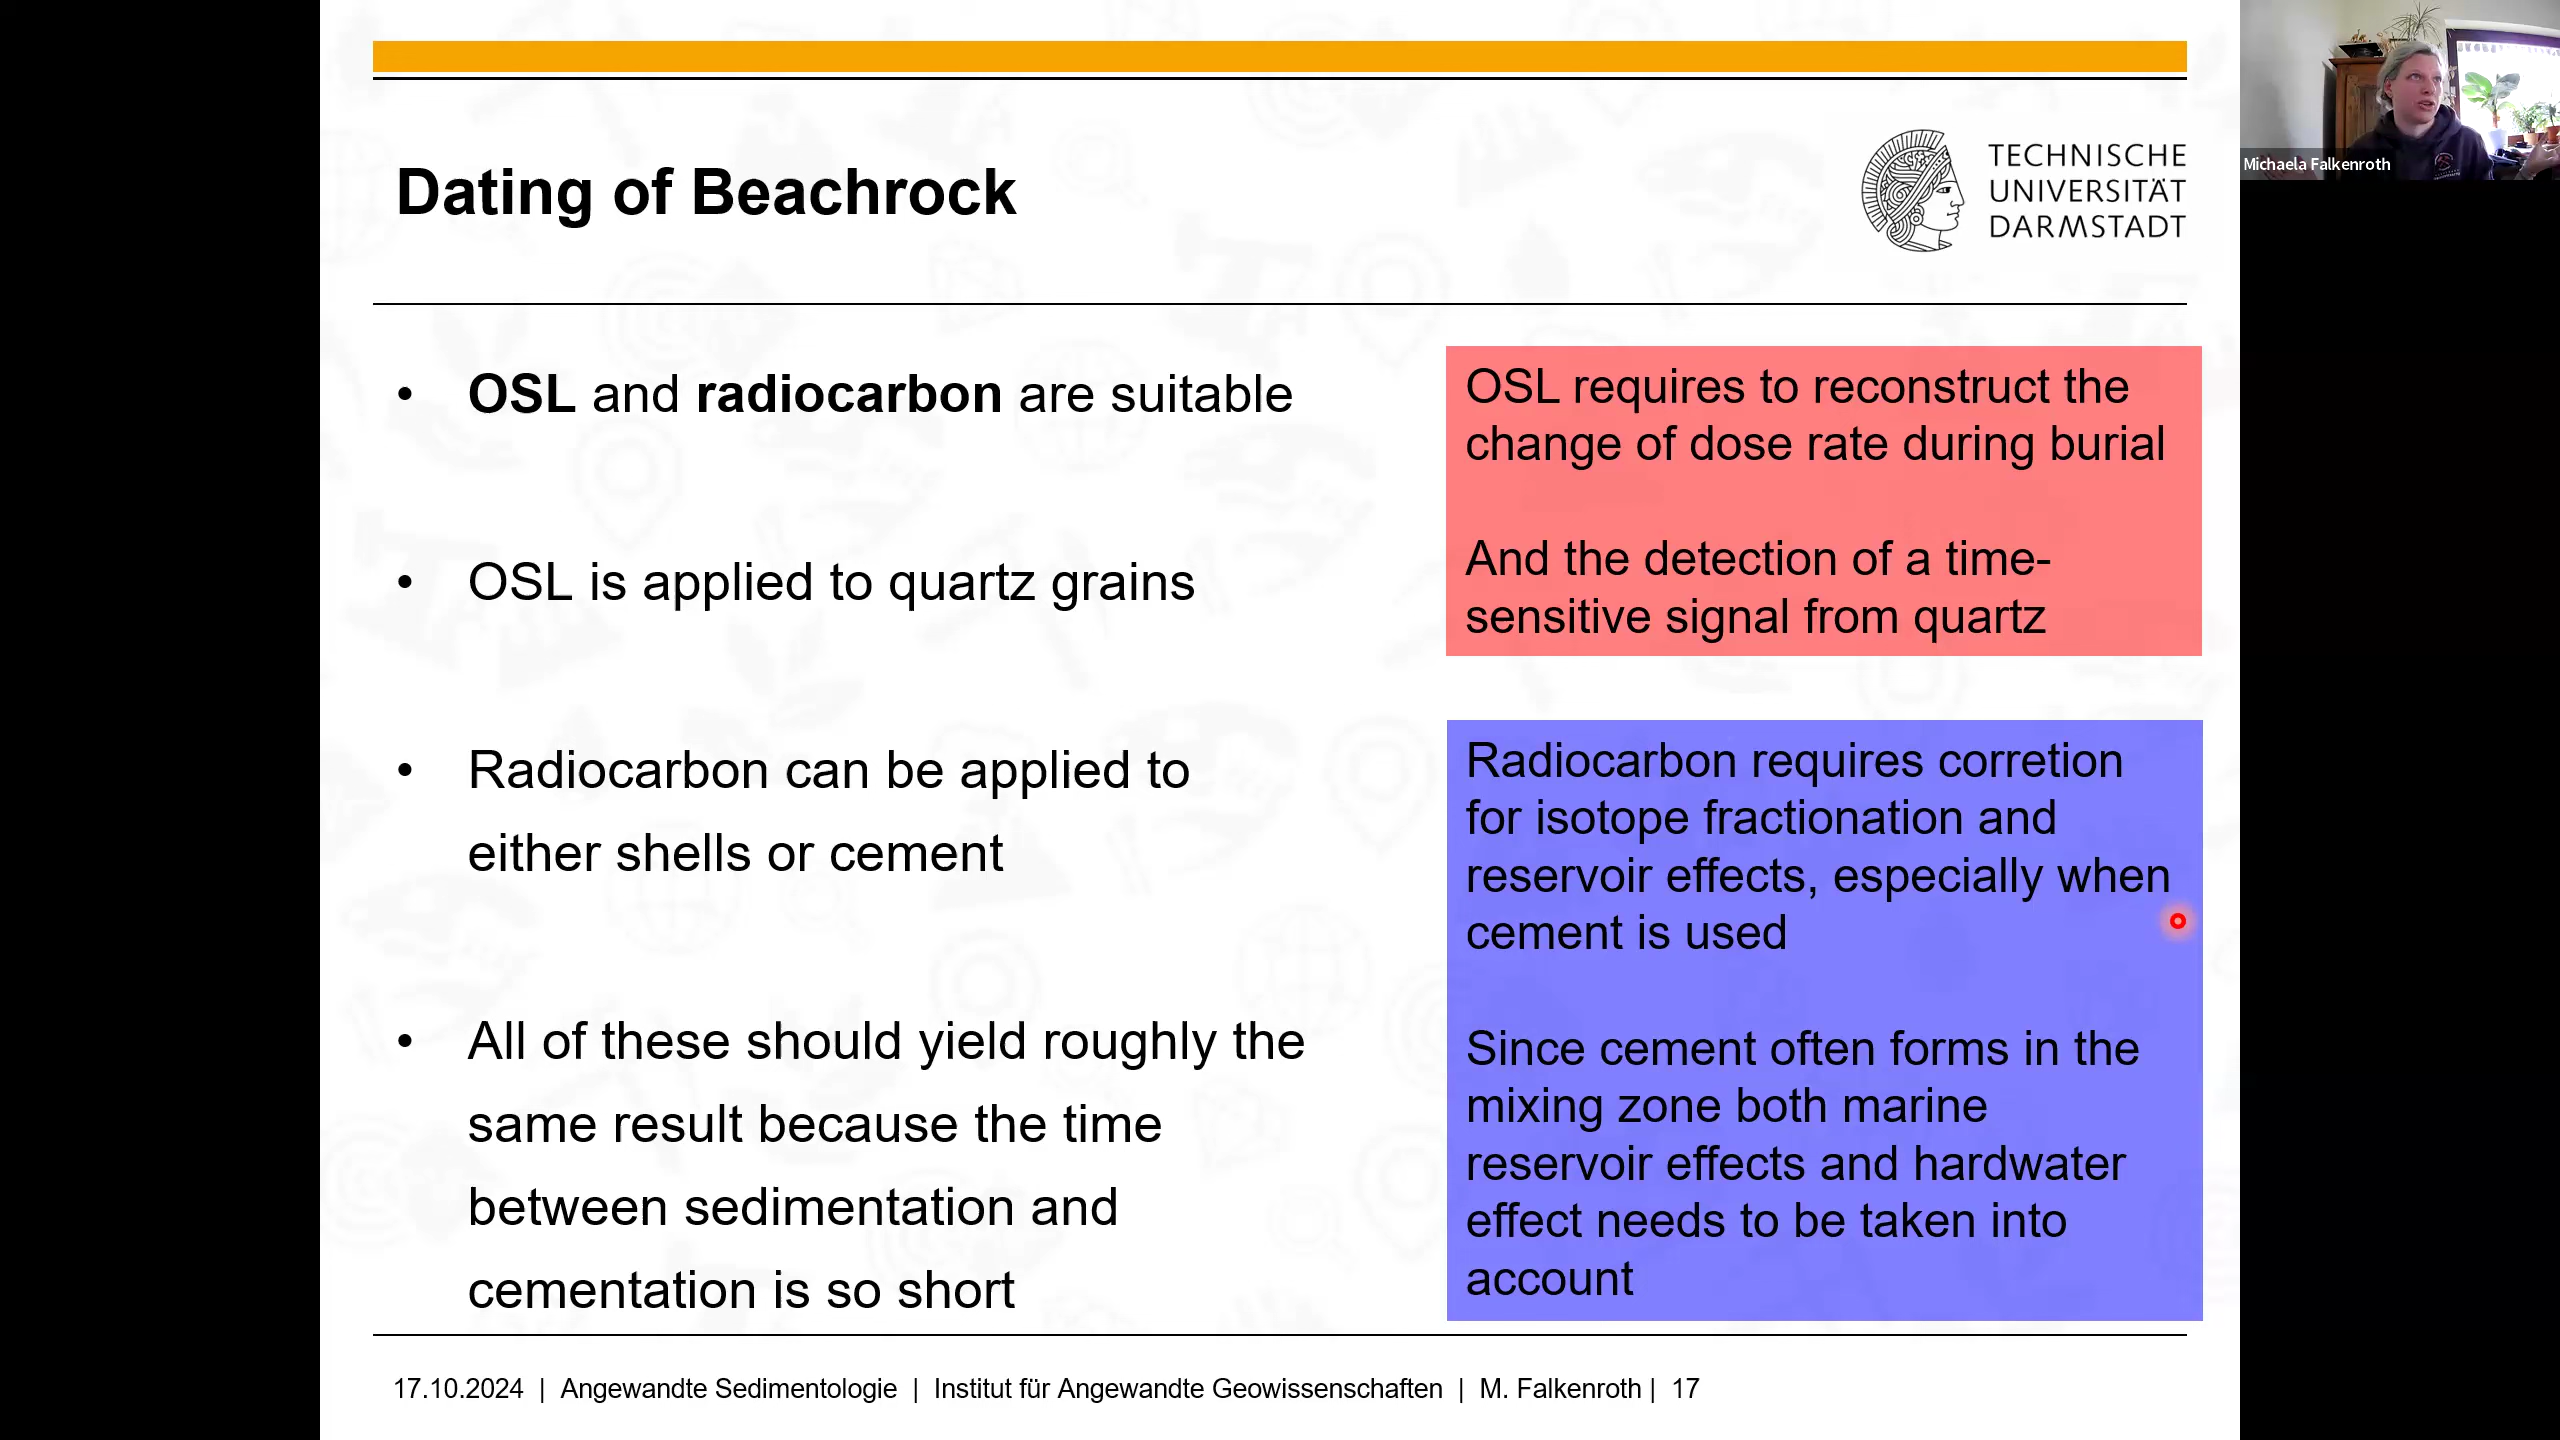 Dating of Beachrock
TECHNISCHE
UNIVERSITÄT
DARMSTADT
Michaela Falkenroth
• OSL and radiocarbon are suitable
• OSL is applied to quartz grains
• Radiocarbon can be applied to
either shells or cement
• All of these should yield roughly the
same result because the time
between sedimentation and
cementation is so short
OSL requires to reconstruct the
change of dose rate during burial
And the detection of a time-
sensitive signal from quartz
Radiocarbon requires corretion
for isotope fractionation and
reservoir effects, especially when
cement is used
Since cement often forms in the
mixing zone both marine
reservoir effects and hardwater
effect needs to be taken into
account
17.10.2024 | Angewandte Sedimentologie | Institut für Angewandte Geowissenschaften | M. Falkenroth | 17